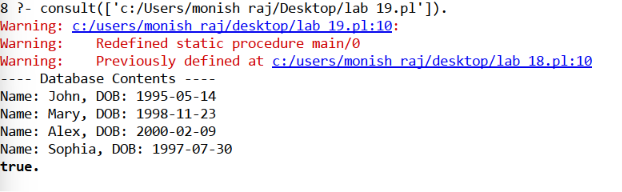 8 ?- consult(['c:/Users/monish raj/Desktop/lab 19.pl']).
Warning: c:/users/monish raj/desktop/lab 19.pl:10:
Warning:    Redefined static procedure main/0
Warning:    Previously defined at c:/users/monish raj/desktop/lab 18.pl:10
---- Database Contents ----
Name: John, DOB: 1995-05-14
Name: Mary, DOB: 1998-11-23
Name: Alex, DOB: 2000-02-09
Name: Sophia, DOB: 1997-07-30
true.